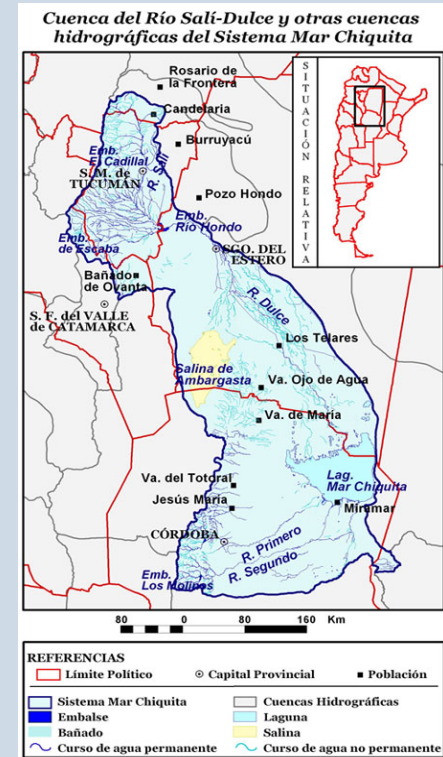 Cuenca del Río Salí-Dulce y otras cuencas
hidrográficas del Sistema Mar Chiquita
Rosario de
la Frontera
Candelaria
Burruyacú
Emb.
El Cadillal
S. M. de
TUCUMÁN
R. Salí
Pozo Hondo
Emb.
Río Hondo
Emb.
de Escaba
SGO. DEL
ESTERO
Bañado
de Ovanta
S. F. del VALLE
de CATAMARCA
R. Dulce
Los Telares
Salina de
Ambargasta
Va. Ojo de Agua
Va. de María
Lag.
Mar Chiquita
Va. del Totoral
Jesús María
Miramar
CÓRDOBA
R. Primero
R. Segundo
Emb.
Los Molinos
SITUACIÓN RELATIVA
80 0 80 160 Km
REFERENCIAS
Límite Político
Capital Provincial
Población
Sistema Mar Chiquita
Cuencas Hidrográficas
Embalse
Laguna
Bañado
Salina
Curso de agua permanente
Curso de agua no permanente